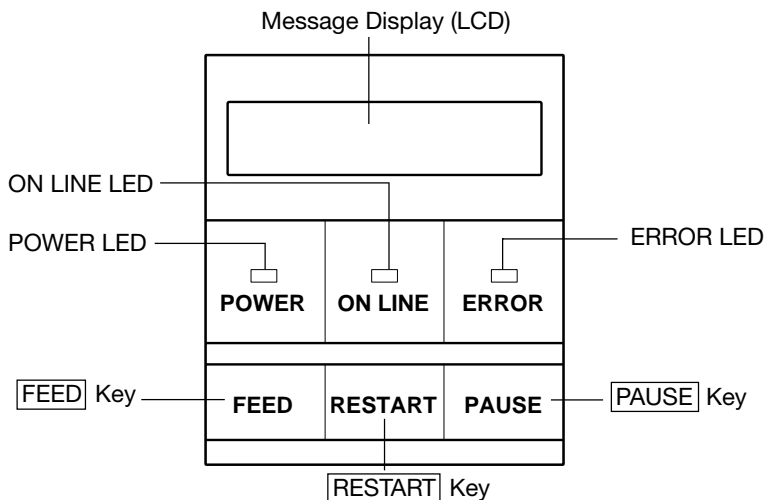 Message Display (LCD)
ON LINE LED
POWER LED
ERROR LED
POWER
ON LINE
ERROR
FEED Key
FEED
RESTART
PAUSE
PAUSE Key
RESTART Key